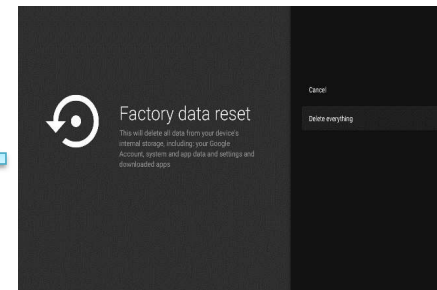 Factory data reset
This will delete all data from your device's
internal storage, including: your Google
Account, system and app data and settings and
downloaded apps
Cancel
Delete everything